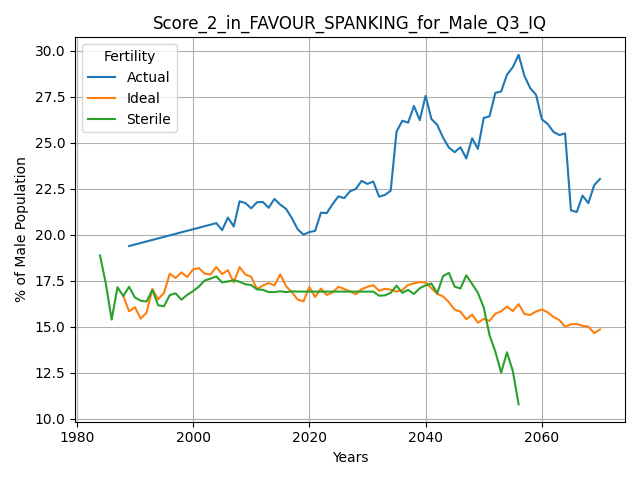 Score_2_in_FAVOUR_SPANKING_for_Male_Q3_IQ
Fertility
Actual
Ideal
Sterile
% of Male Population
30.0
27.5
25.0
22.5
20.0
17.5
15.0
12.5
10.0
1980
2000
2020
2040
2060
Years